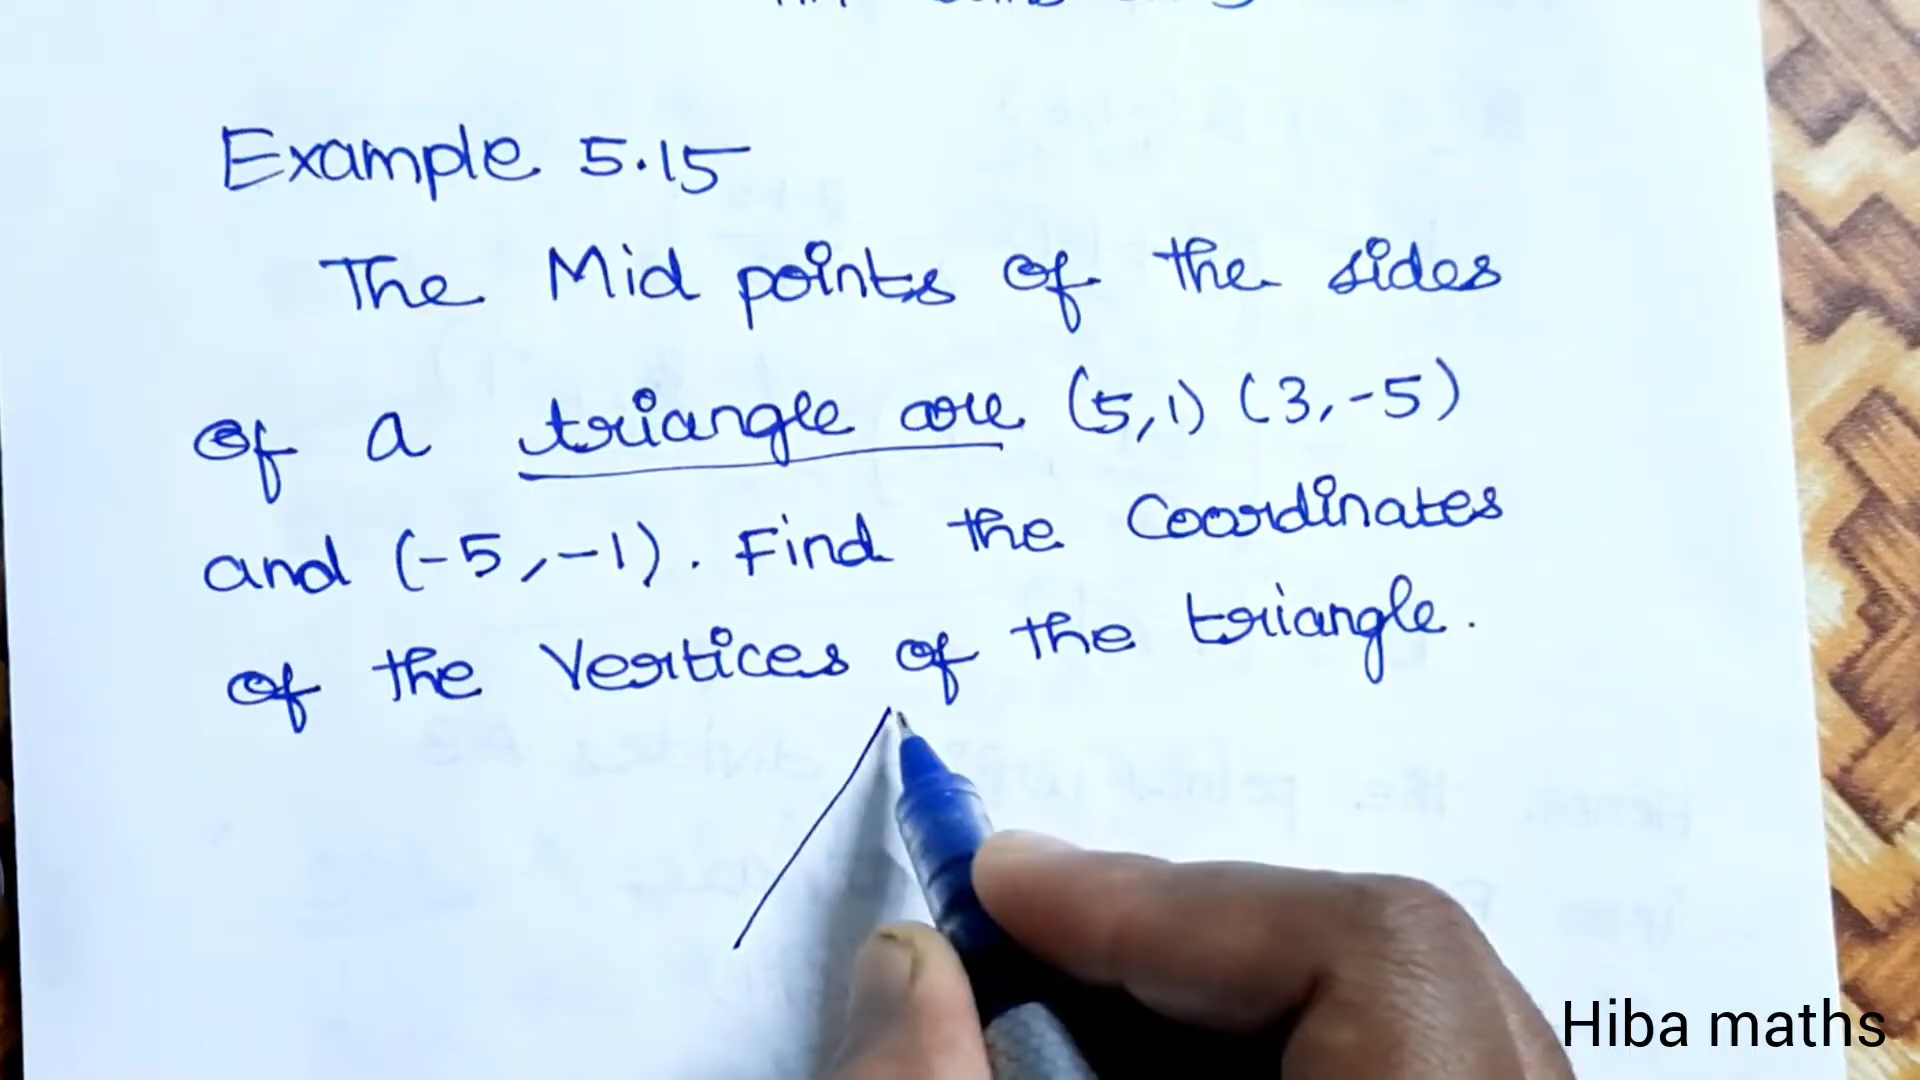 Example 5.15
The Mid points of the sides
of a triangle are (5,1) (3,-5)
and (-5,-1). Find the Coordinates
of the Vertices of the triangle.
Hiba maths